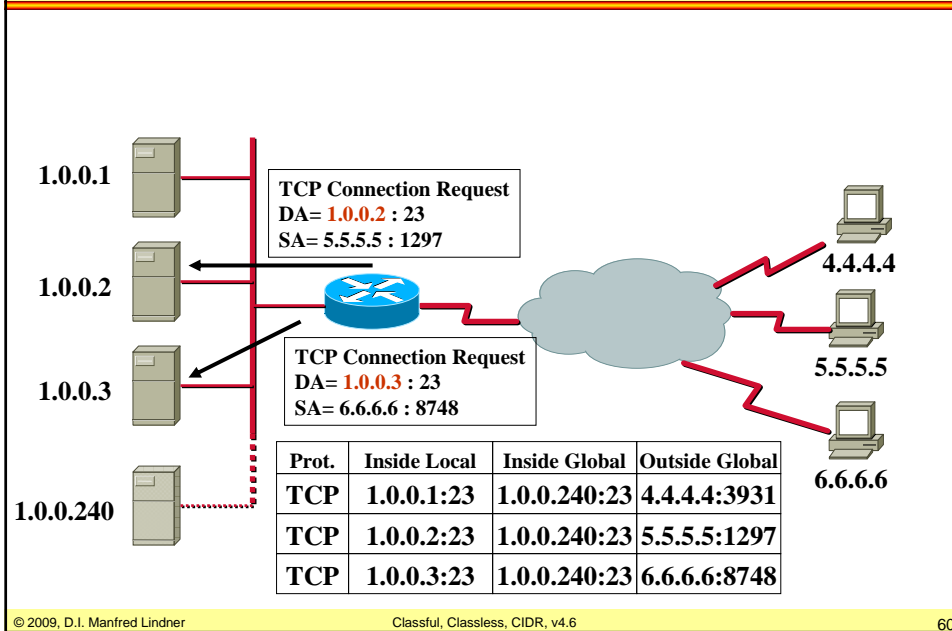 1.0.0.1
TCP Connection Request
DA= 1.0.0.2 : 23
SA= 5.5.5.5 : 1297
4.4.4.4
1.0.0.2
TCP Connection Request
DA= 1.0.0.3 : 23
SA= 6.6.6.6 : 8748
5.5.5.5
1.0.0.3
6.6.6.6
1.0.0.240
Prot. Inside Local Inside Global Outside Global
TCP 1.0.0.1:23 1.0.0.240:23 4.4.4.4:3931
TCP 1.0.0.2:23 1.0.0.240:23 5.5.5.5:1297
TCP 1.0.0.3:23 1.0.0.240:23 6.6.6.6:8748
© 2009, D.I. Manfred Lindner Classful, Classless, CIDR, v4.6 60